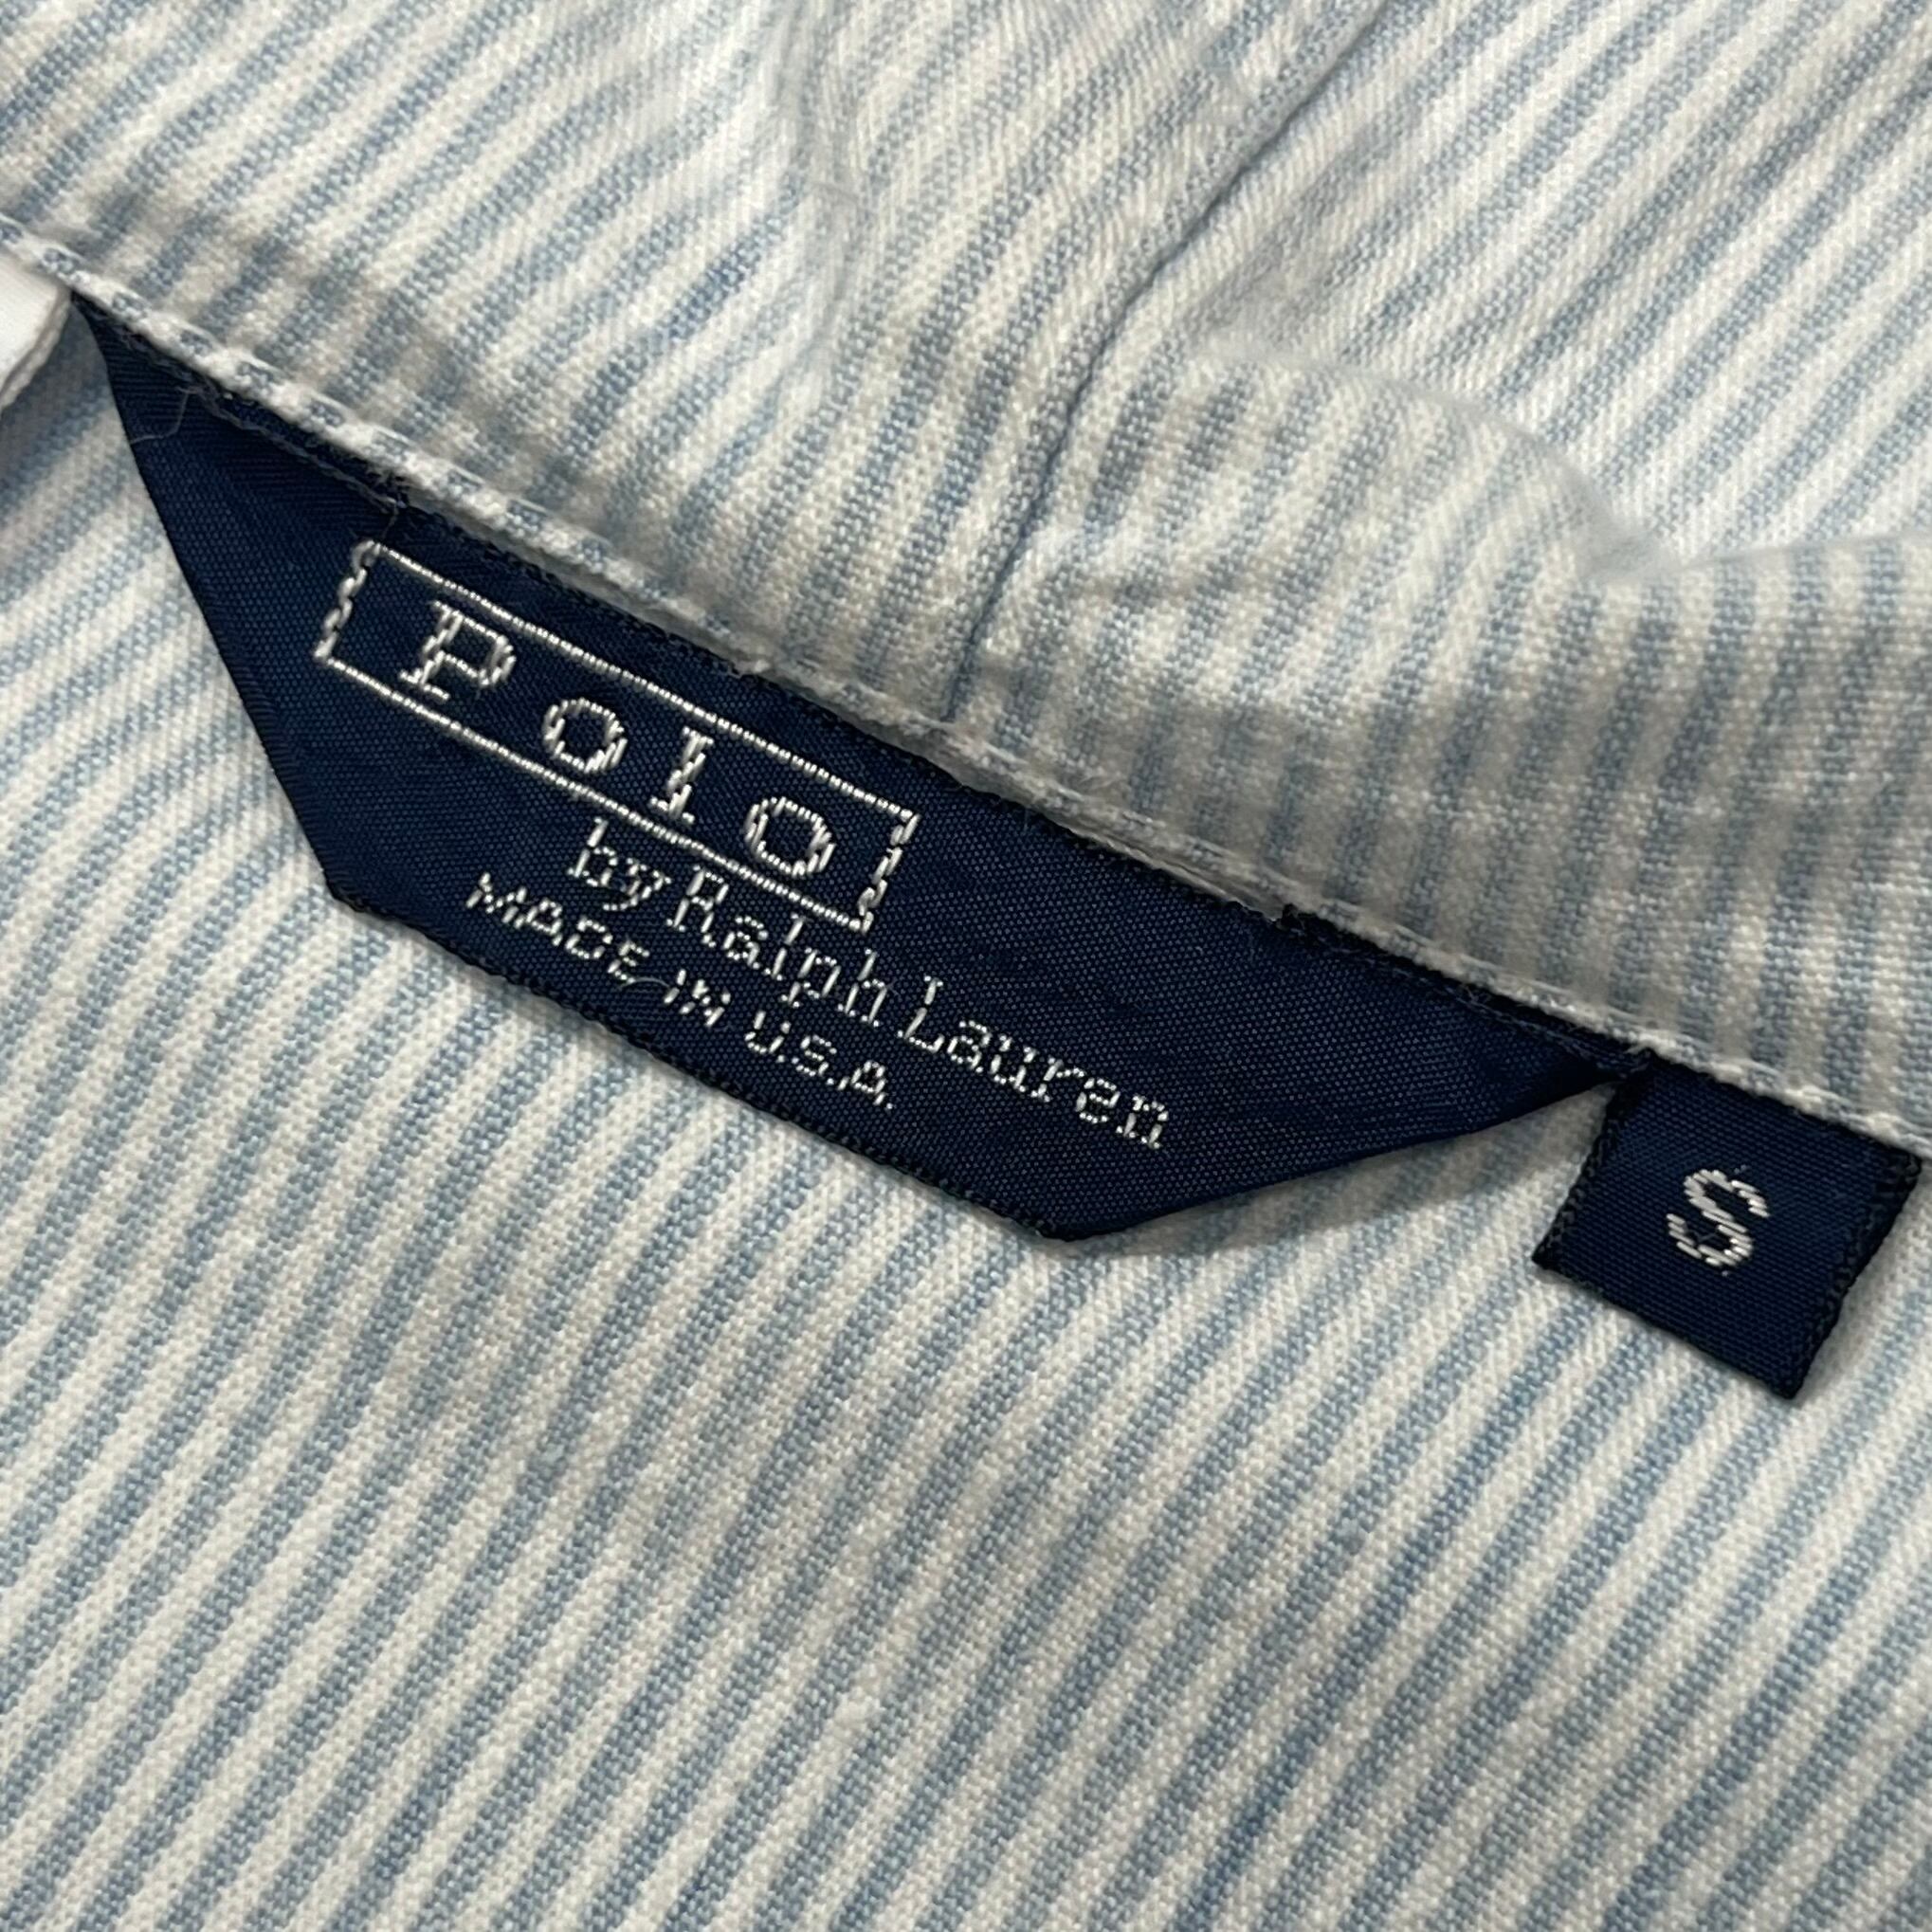 Polo
by Ralph Lauren
MADE IN U.S.A.
S